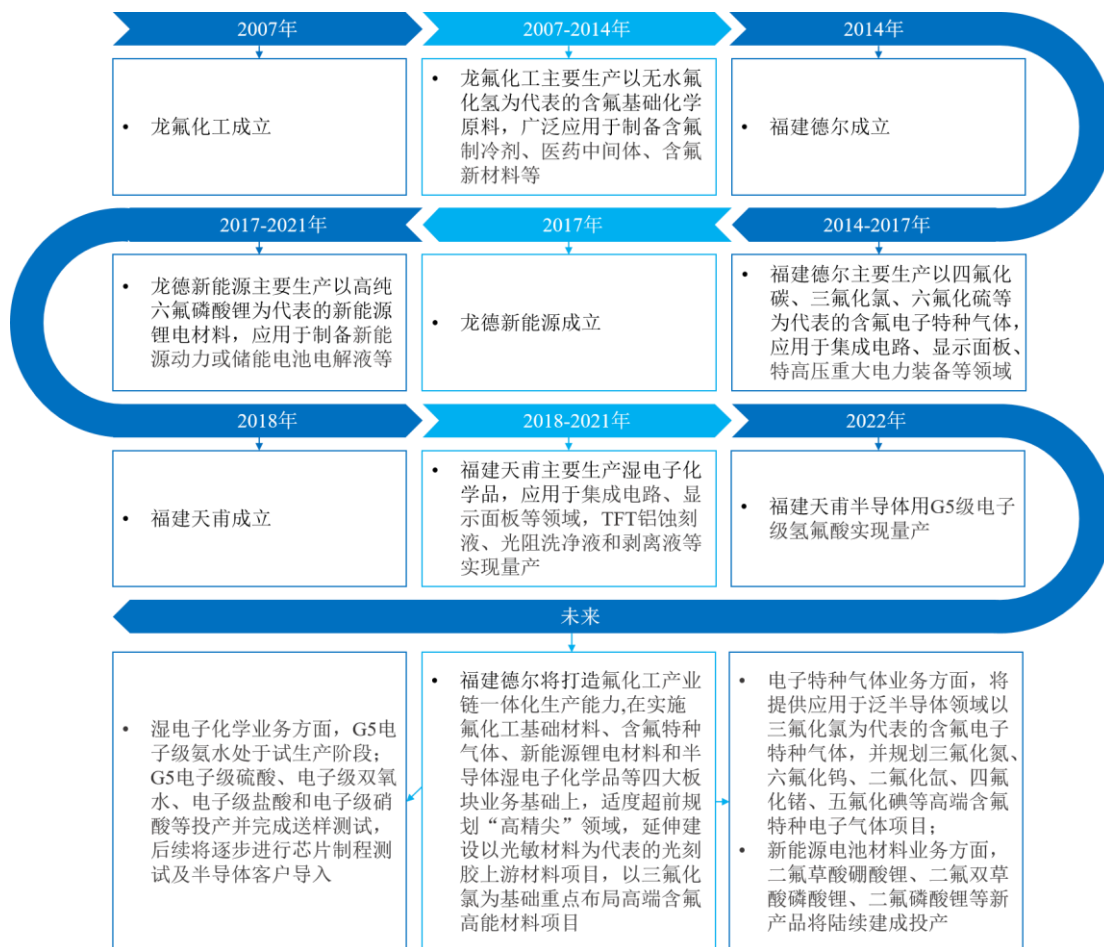 2007年
2007-2014年
2014年
• 龙氟化工成立
• 龙氟化工主要生产以无水氟
化氢为代表的含氟基础化学
原料，广泛应用于制备含氟
制冷剂、医药中间体、含氟
新材料等
• 福建德尔成立
2014-2017年
2017年
2017-2021年
• 福建德尔主要生产以四氟化
碳、三氟化氯、六氟化硫等
为代表的含氟电子特种气体，
应用于集成电路、显示面板、
特高压重大电力装备等领域
• 龙德新能源成立
• 龙德新能源主要生产以高纯
六氟磷酸锂为代表的新能源
锂电材料，应用于制备新能
源动力或储能电池电解液等
2018年
2018-2021年
2022年
• 福建天甫成立
• 福建天甫主要生产湿电子化
学品，应用于集成电路、显
示面板等领域，TFT铝蚀刻
液、光阻洗净液和剥离液等
实现量产
• 福建天甫半导体用G5级电子
级氢氟酸实现量产
未来
• 湿电子化学业务方面，G5电
子级氨水处于试生产阶段；
G5电子级硫酸、电子级双氧
水、电子级盐酸和电子级硝
酸等投产并完成送样测试，
后续将逐步进行芯片制程测
试及半导体客户导入
• 福建德尔将打造氟化工产业
链一体化生产能力,在实施
氟化工基础材料、含氟特种
气体、新能源锂电材料和半
导体湿电子化学品等四大板
块业务基础上，适度超前规
划“高精尖”领域，延伸建
设以光敏材料为代表的光刻
胶上游材料项目，以三氟化
氯为基础重点布局高端含氟
高能材料项目
• 电子特种气体业务方面，将
提供应用于泛半导体领域以
三氟化氯为代表的含氟电子
特种气体，并规划三氟化氮、
六氟化钨、二氟化氙、四氟
化锗、五氟化碘等高端含氟
特种电子气体项目；
• 新能源电池材料业务方面，
二氟草酸硼酸锂、二氟双草
酸磷酸锂、二氟磷酸锂等新
产品将陆续建成投产